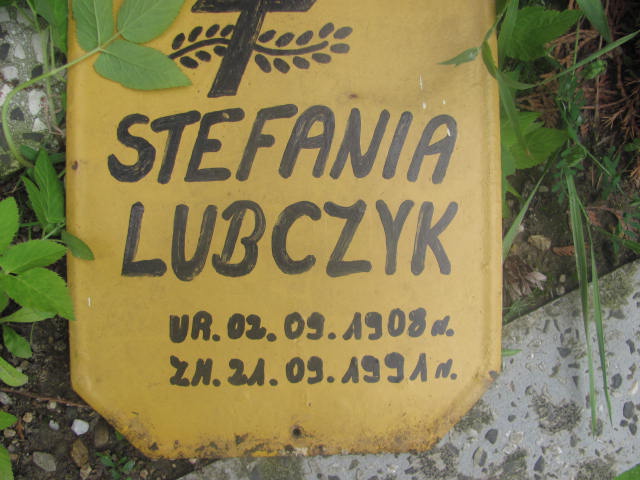 STEFANIA
LUBCZYK
UR. 02. 09. 1908 r.
ZM. 21. 09. 1991 r.